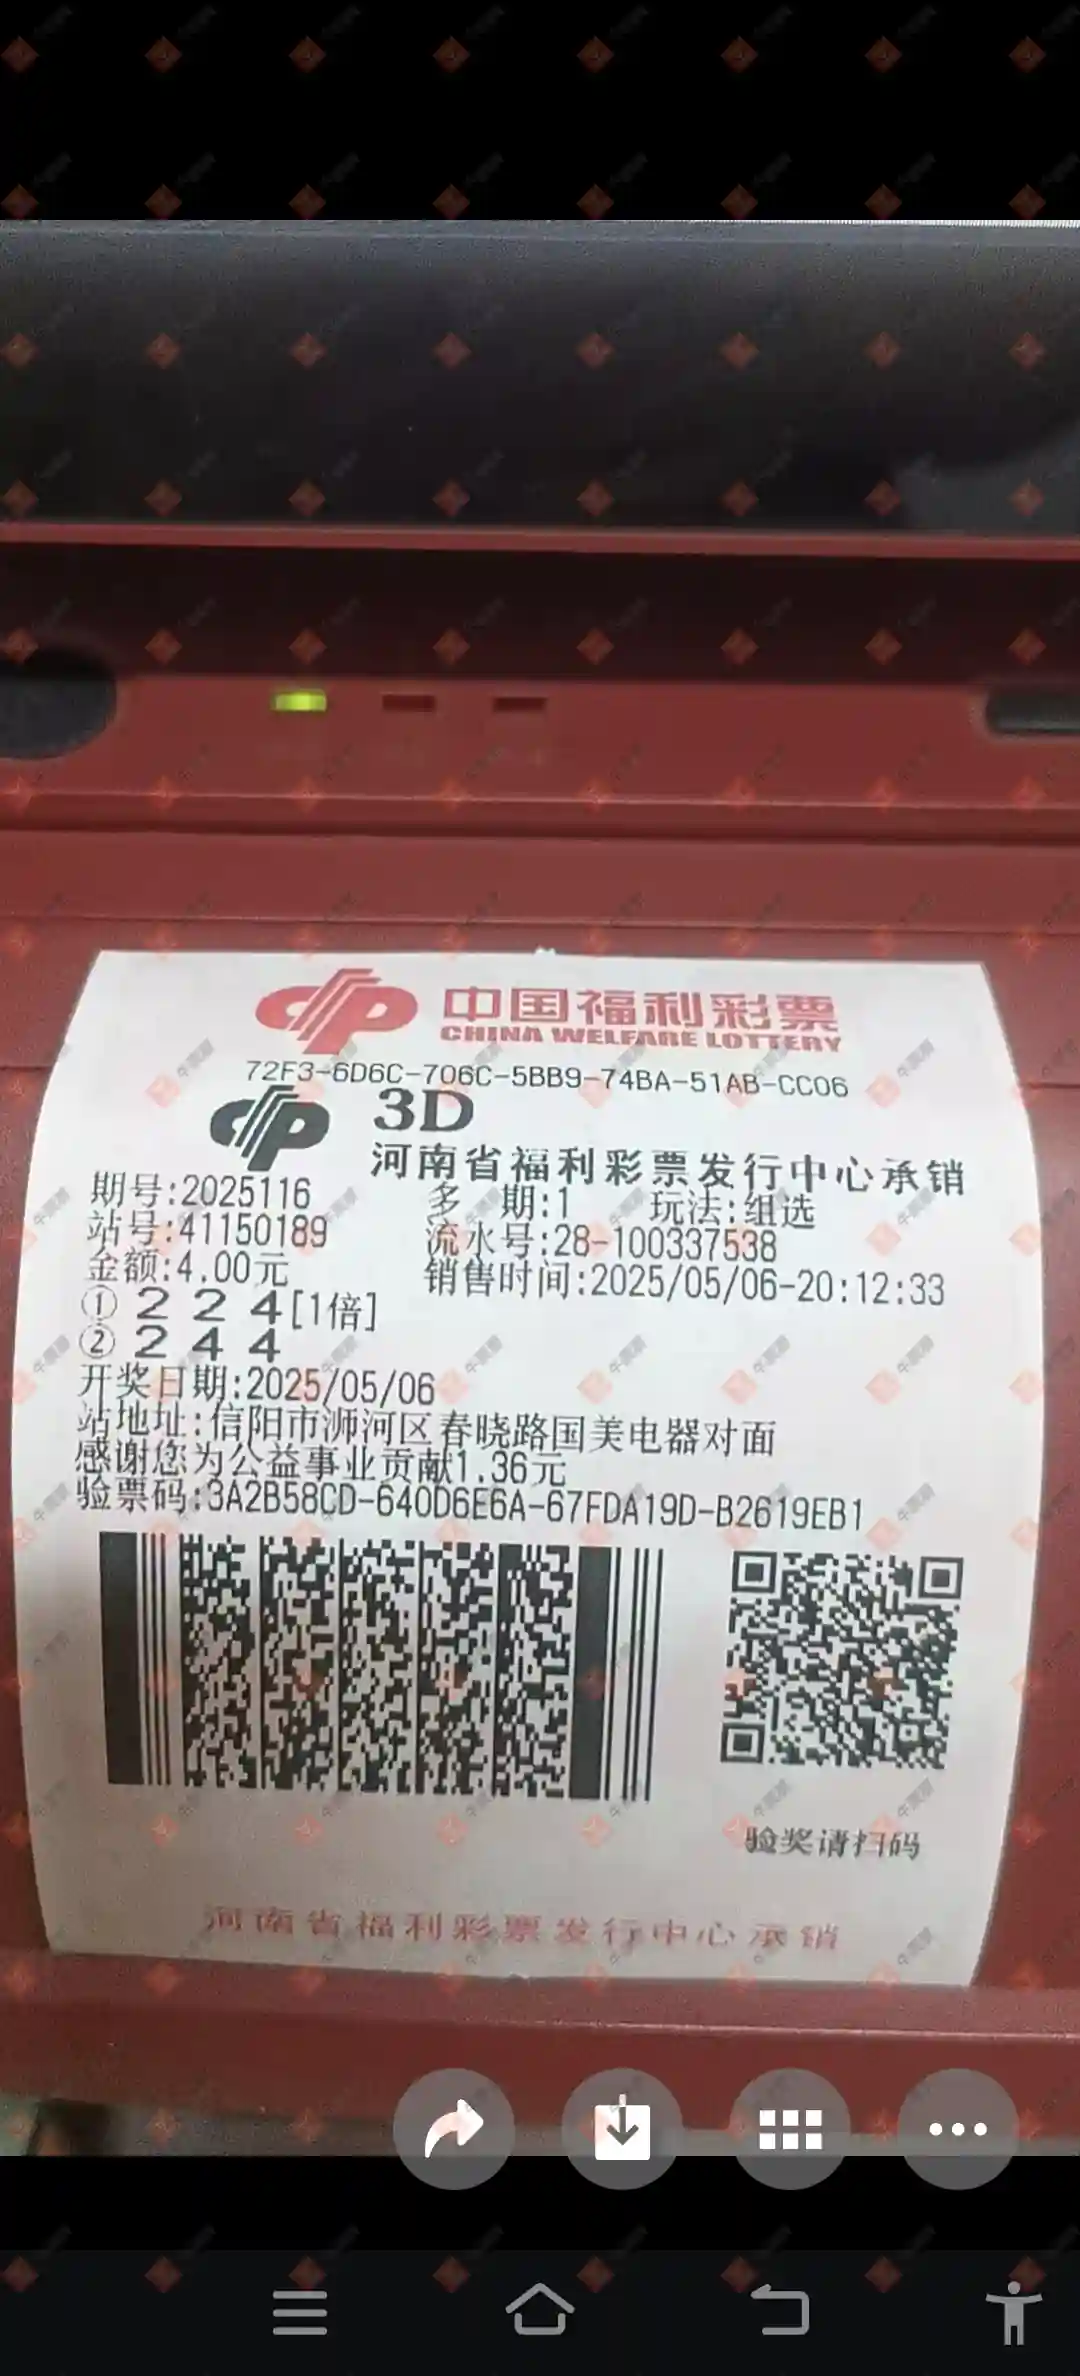 中国福利彩票
CHINA WELFARE LOTTERY
72F3-6D6C-706C-5BB9-74BA-51AB-CC06
3D
河南省福利彩票发行中心承销
期号:2025116 多 期:1 玩法:组选
站号:41150189 流水号:28-100337538
金额:4.00元 销售时间:2025/05/06-20:12:33
① 2 2 4[1倍]
② 2 4 4
开奖日期:2025/05/06
站地址:信阳市浉河区春晓路国美电器对面
感谢您为公益事业贡献1.36元
验票码:3A2B58CD-640D6E6A-67FDA19D-B2619EB1
验奖请扫码
河南省福利彩票发行中心承销